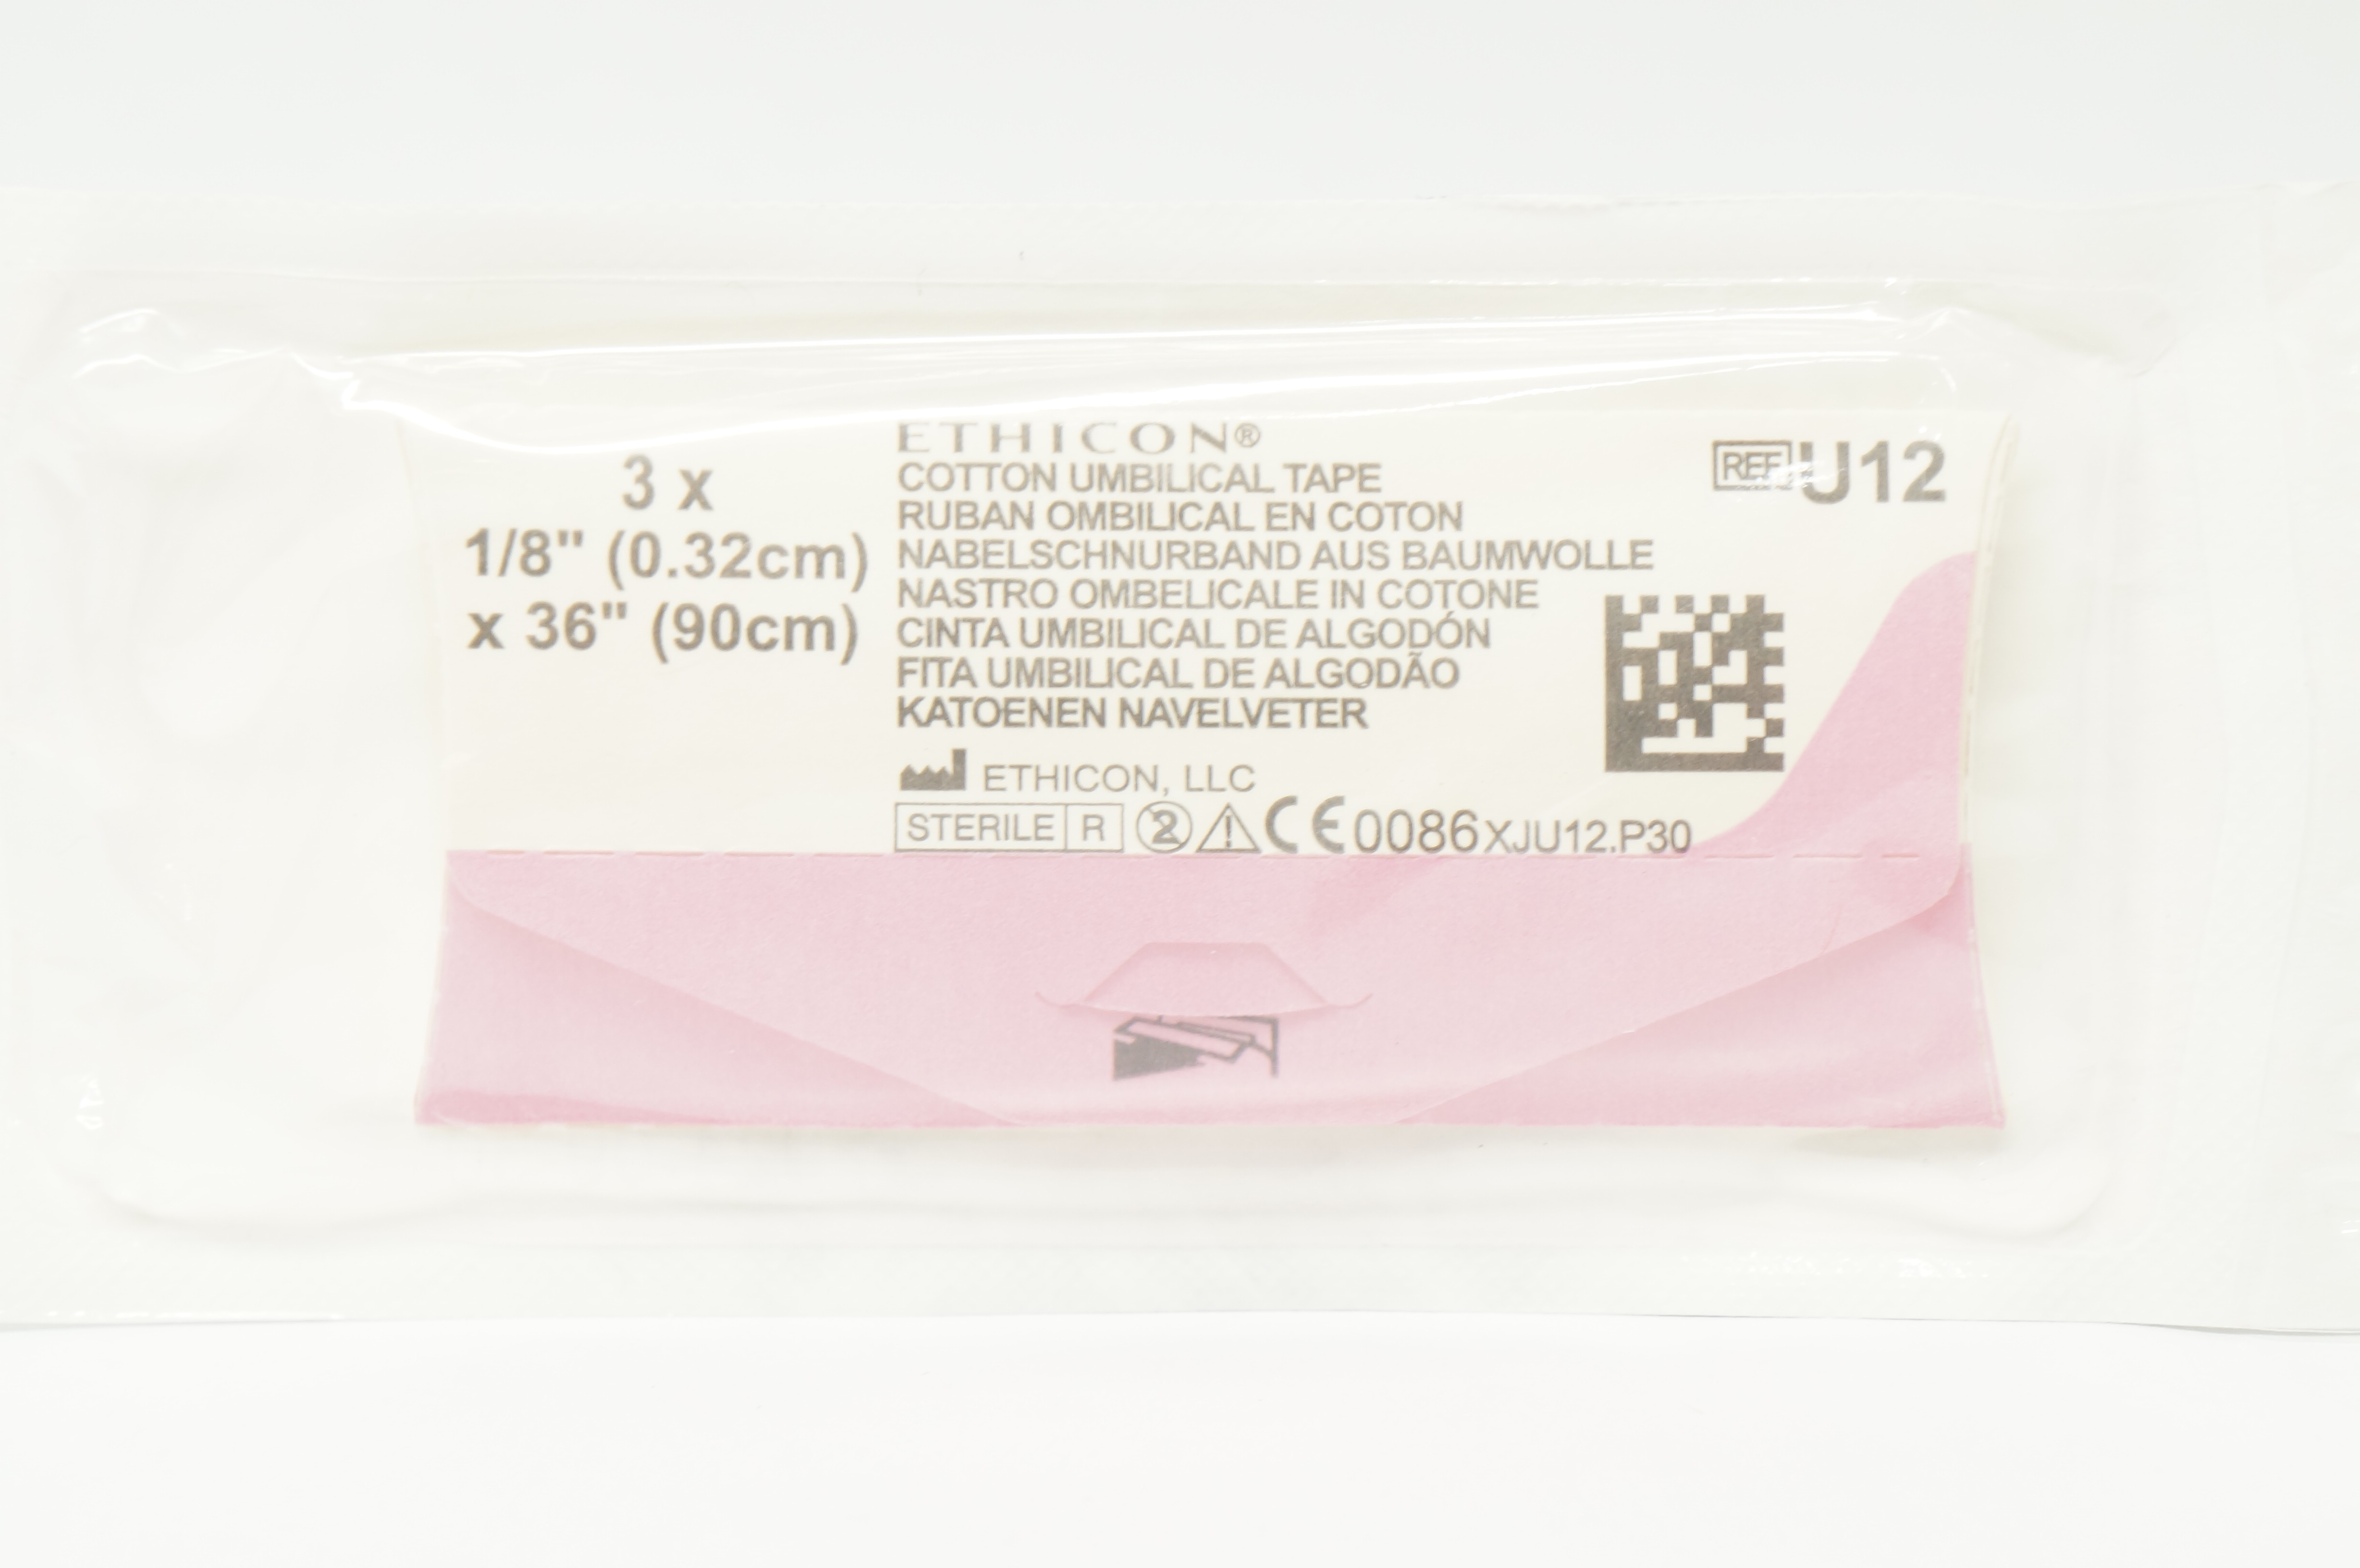 3 x
1/8" (0.32cm)
x 36" (90cm)
ETHICON®
COTTON UMBILICAL TAPE
RUBAN OMBILICAL EN COTON
NABELSCHNURBAND AUS BAUMWOLLE
NASTRO OMBELICALE IN COTONE
CINTA UMBILICAL DE ALGODÓN
FITA UMBILICAL DE ALGODÃO
KATOENEN NAVELVETER
ETHICON, LLC
STERILE R 2 CE 0086 XJU12.P30
REF U12